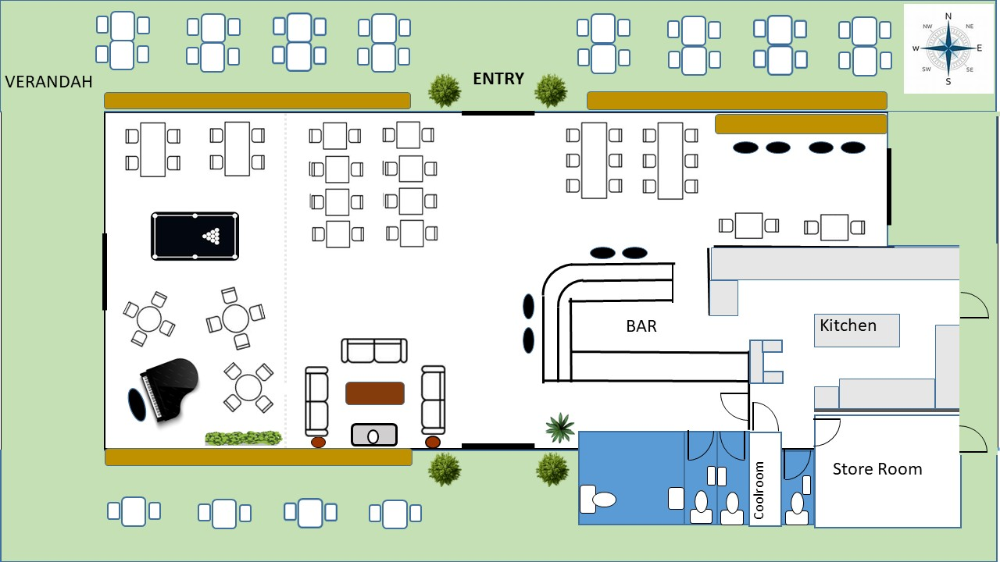 N
NW
NE
W
E
SW
SE
S
VERANDAH
ENTRY
BAR
Kitchen
Coolroom
Store Room